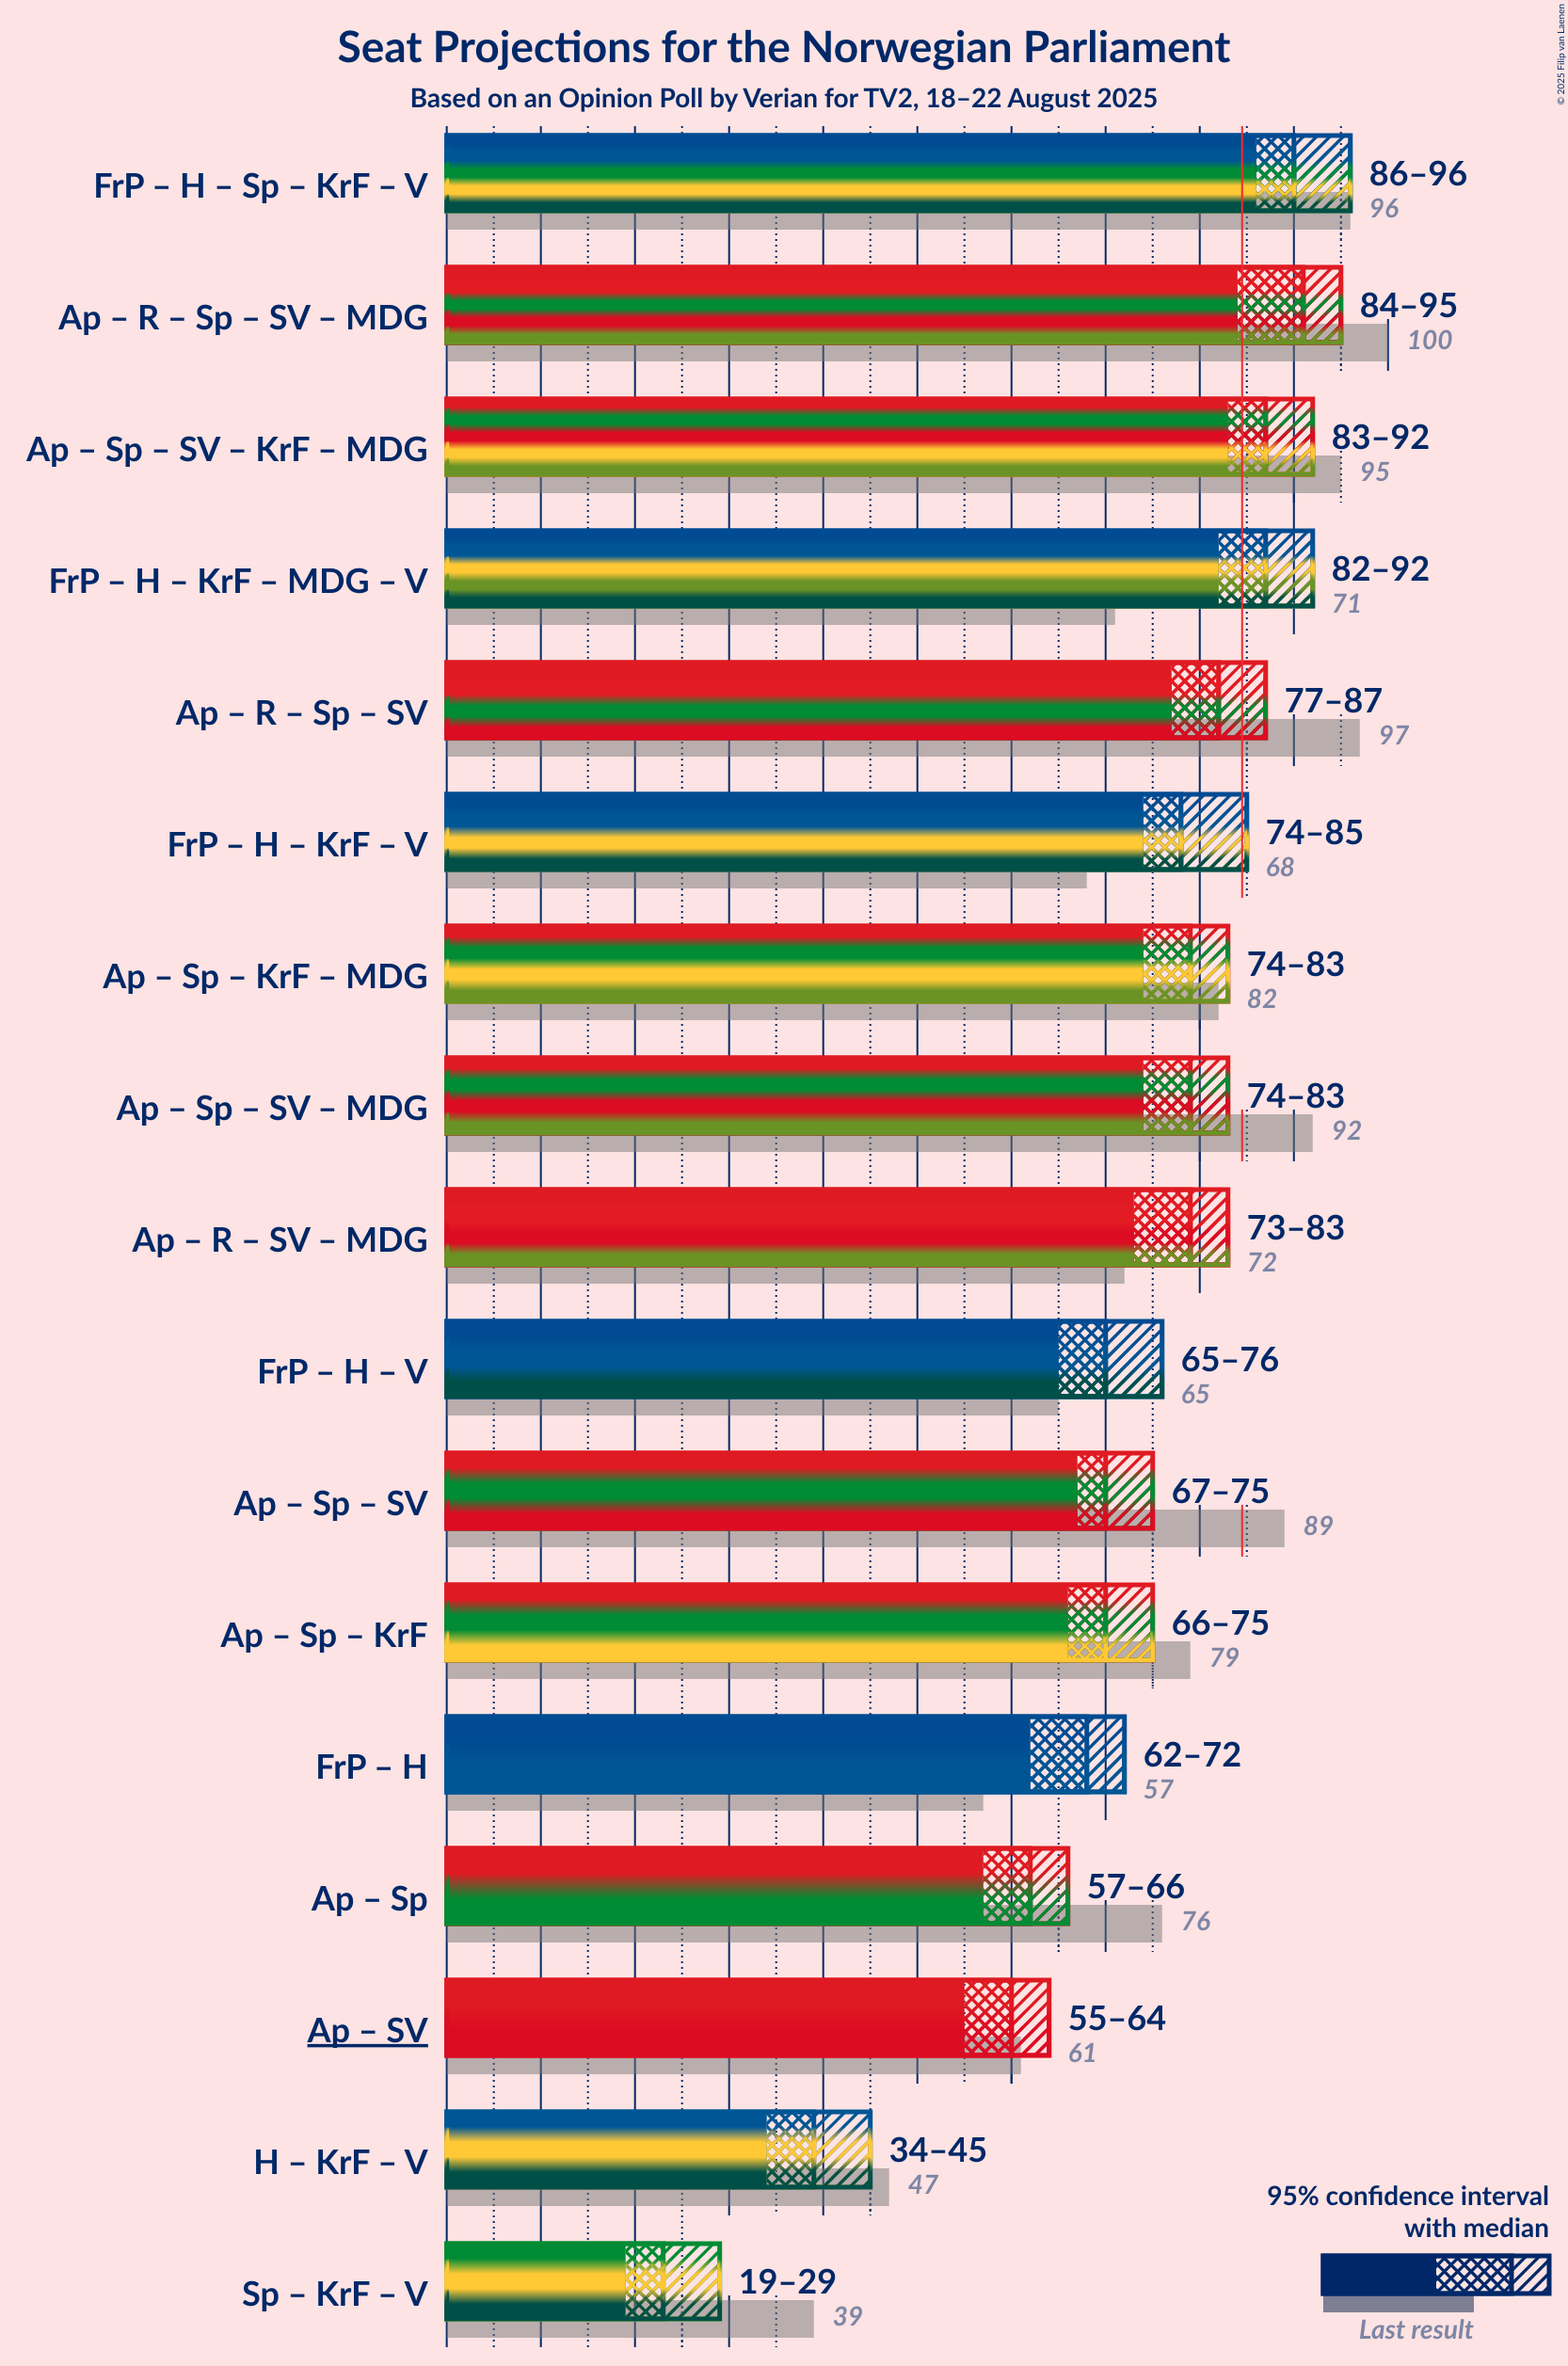 Seat Projections for the Norwegian Parliament
Based on an Opinion Poll by Verian for TV2, 18–22 August 2025
© 2025 Filip van Laenen
FrP – H – Sp – KrF – V
86–96
96
Ap – R – Sp – SV – MDG
84–95
100
Ap – Sp – SV – KrF – MDG
83–92
95
FrP – H – KrF – MDG – V
82–92
71
Ap – R – Sp – SV
77–87
97
FrP – H – KrF – V
74–85
68
Ap – Sp – KrF – MDG
74–83
82
Ap – Sp – SV – MDG
74–83
92
Ap – R – SV – MDG
73–83
72
FrP – H – V
65–76
65
Ap – Sp – SV
67–75
89
Ap – Sp – KrF
66–75
79
FrP – H
62–72
57
Ap – Sp
57–66
76
Ap – SV
55–64
61
H – KrF – V
34–45
47
Sp – KrF – V
19–29
39
95% confidence interval
with median
Last result